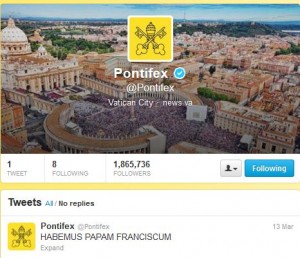 Pontifex
@Pontifex
Vatican City · news.va
1 8 1,865,736
TWEET FOLLOWING FOLLOWERS
Following
Tweets All / No replies
Pontifex @Pontifex 13 Mar
HABEMUS PAPAM FRANCISCUM
Expand